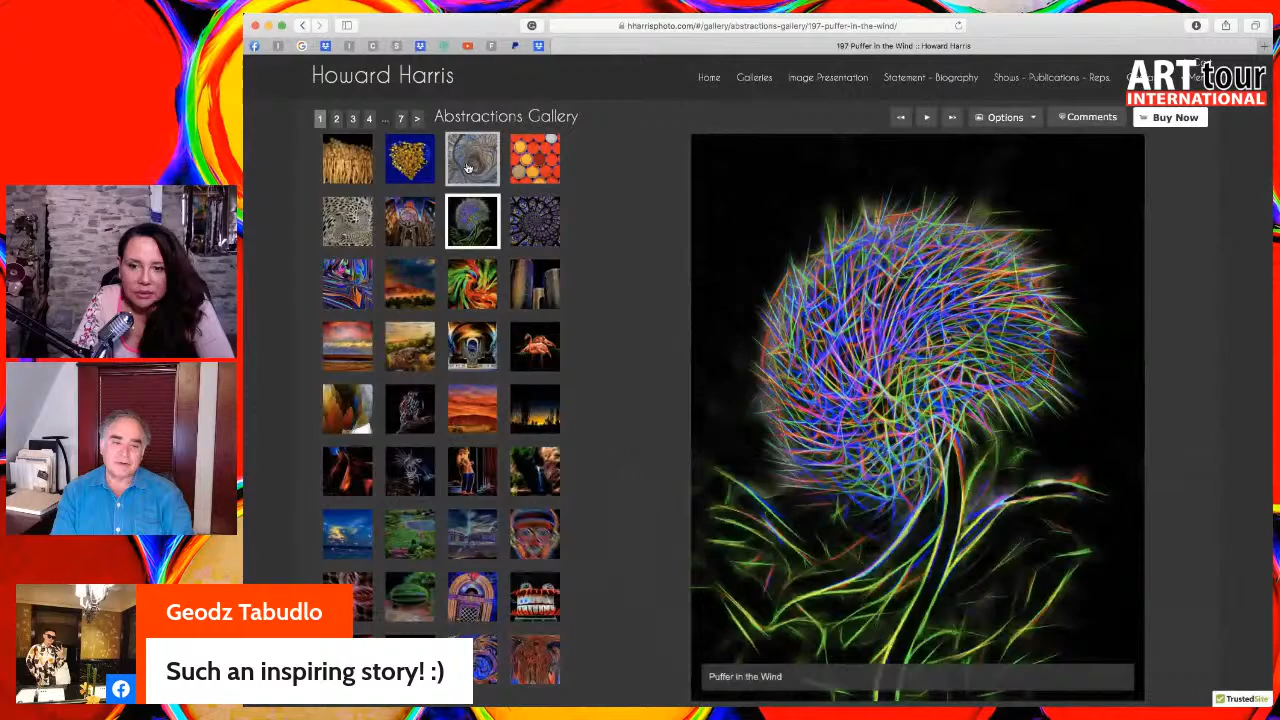 hharrisphoto.com/#/gallery/abstractions-gallery/197-puffer-in-the-wind/
197 Puffer in the Wind :: Howard Harris
Howard Harris
Home
Galleries
Image Presentation
Statement - Biography
Shows - Publications - Reps.
ART tour
INTERNATIONAL
1 2 3 4 ... 7 >
Abstractions Gallery
Options
Comments
Buy Now
Puffer in the Wind
Geodz Tabudlo
Such an inspiring story! :)
TrustedSite